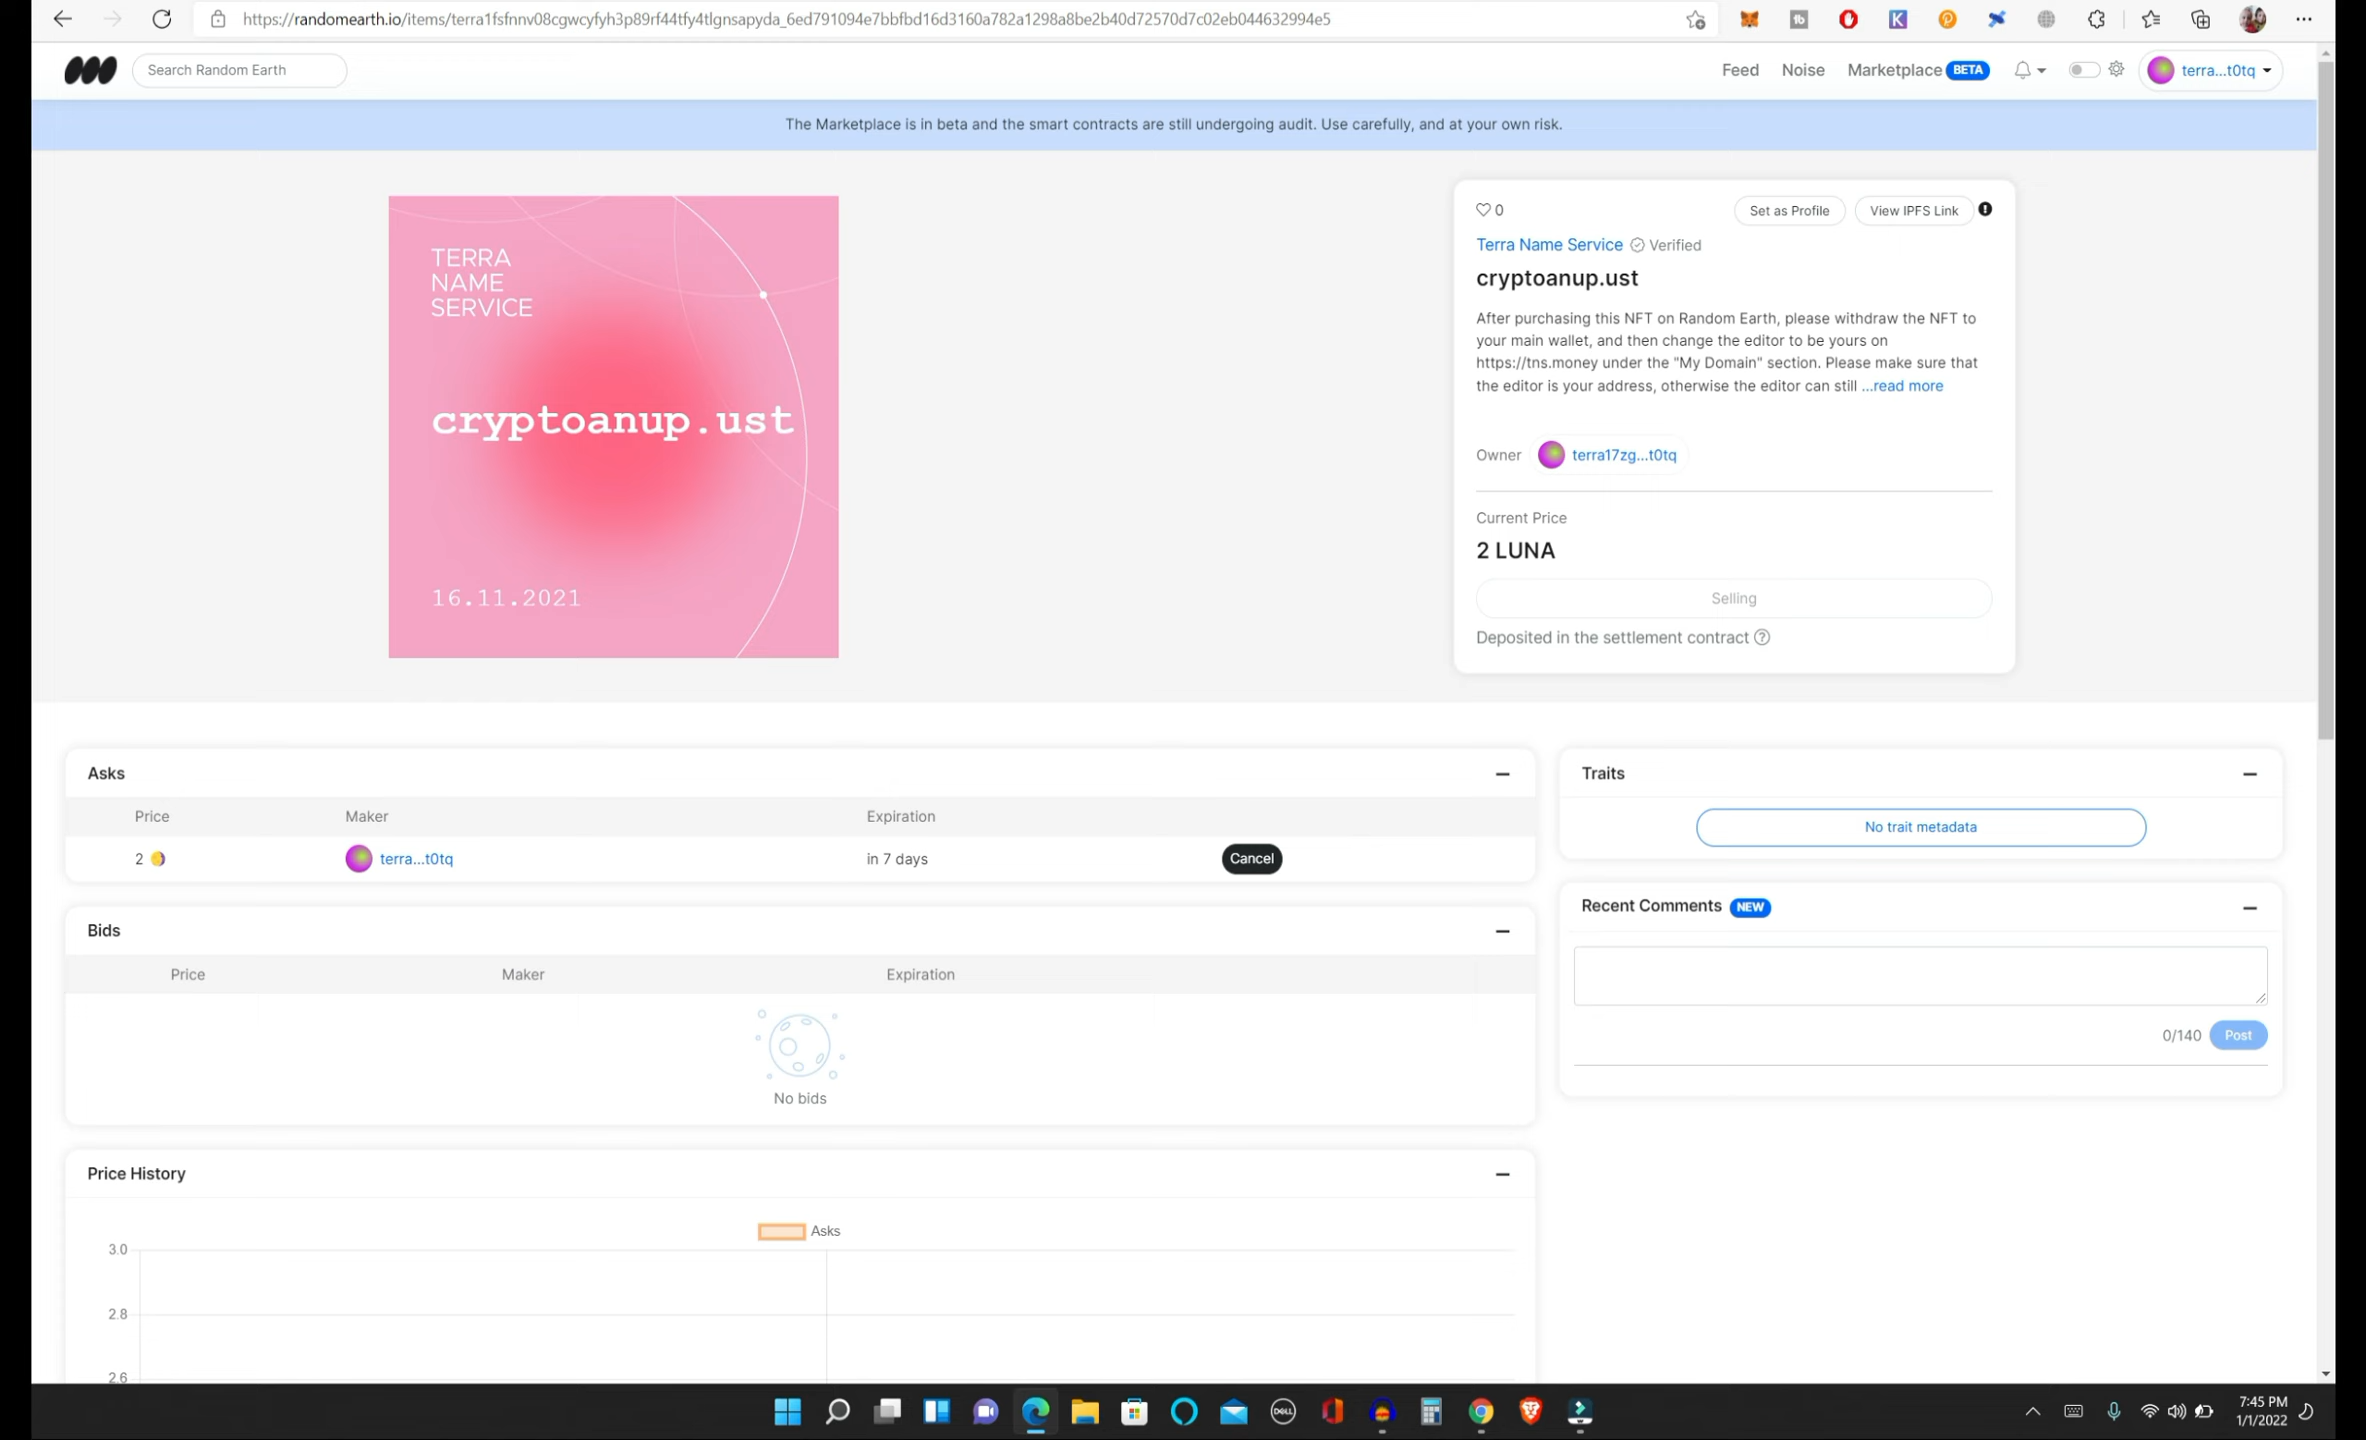 https://randomearth.io/items/terra1fsfnnv08cgwcyfyh3p89rf44tfy4tlgnsapyda_6ed791094e7bbfbd16d3160a782a1298a8be2b40d72570d7c02eb044632994e5
Search Random Earth
Feed
Noise
Marketplace BETA
terra...t0tq
The Marketplace is in beta and the smart contracts are still undergoing audit. Use carefully, and at your own risk.
TERRA
NAME
SERVICE
cryptoanup.ust
16.11.2021
0
Set as Profile
View IPFS Link
Terra Name Service Verified
cryptoanup.ust
After purchasing this NFT on Random Earth, please withdraw the NFT to
your main wallet, and then change the editor to be yours on
https://tns.money under the "My Domain" section. Please make sure that
the editor is your address, otherwise the editor can still ...read more
Owner terra17zg...t0tq
Current Price
2 LUNA
Selling
Deposited in the settlement contract ?
Asks
Price Maker Expiration
2 terra...t0tq in 7 days Cancel
Bids
Price Maker Expiration
No bids
Price History
Asks
3.0
2.8
2.6
Traits
No trait metadata
Recent Comments NEW
0/140 Post
DELL
7:45 PM
1/1/2022